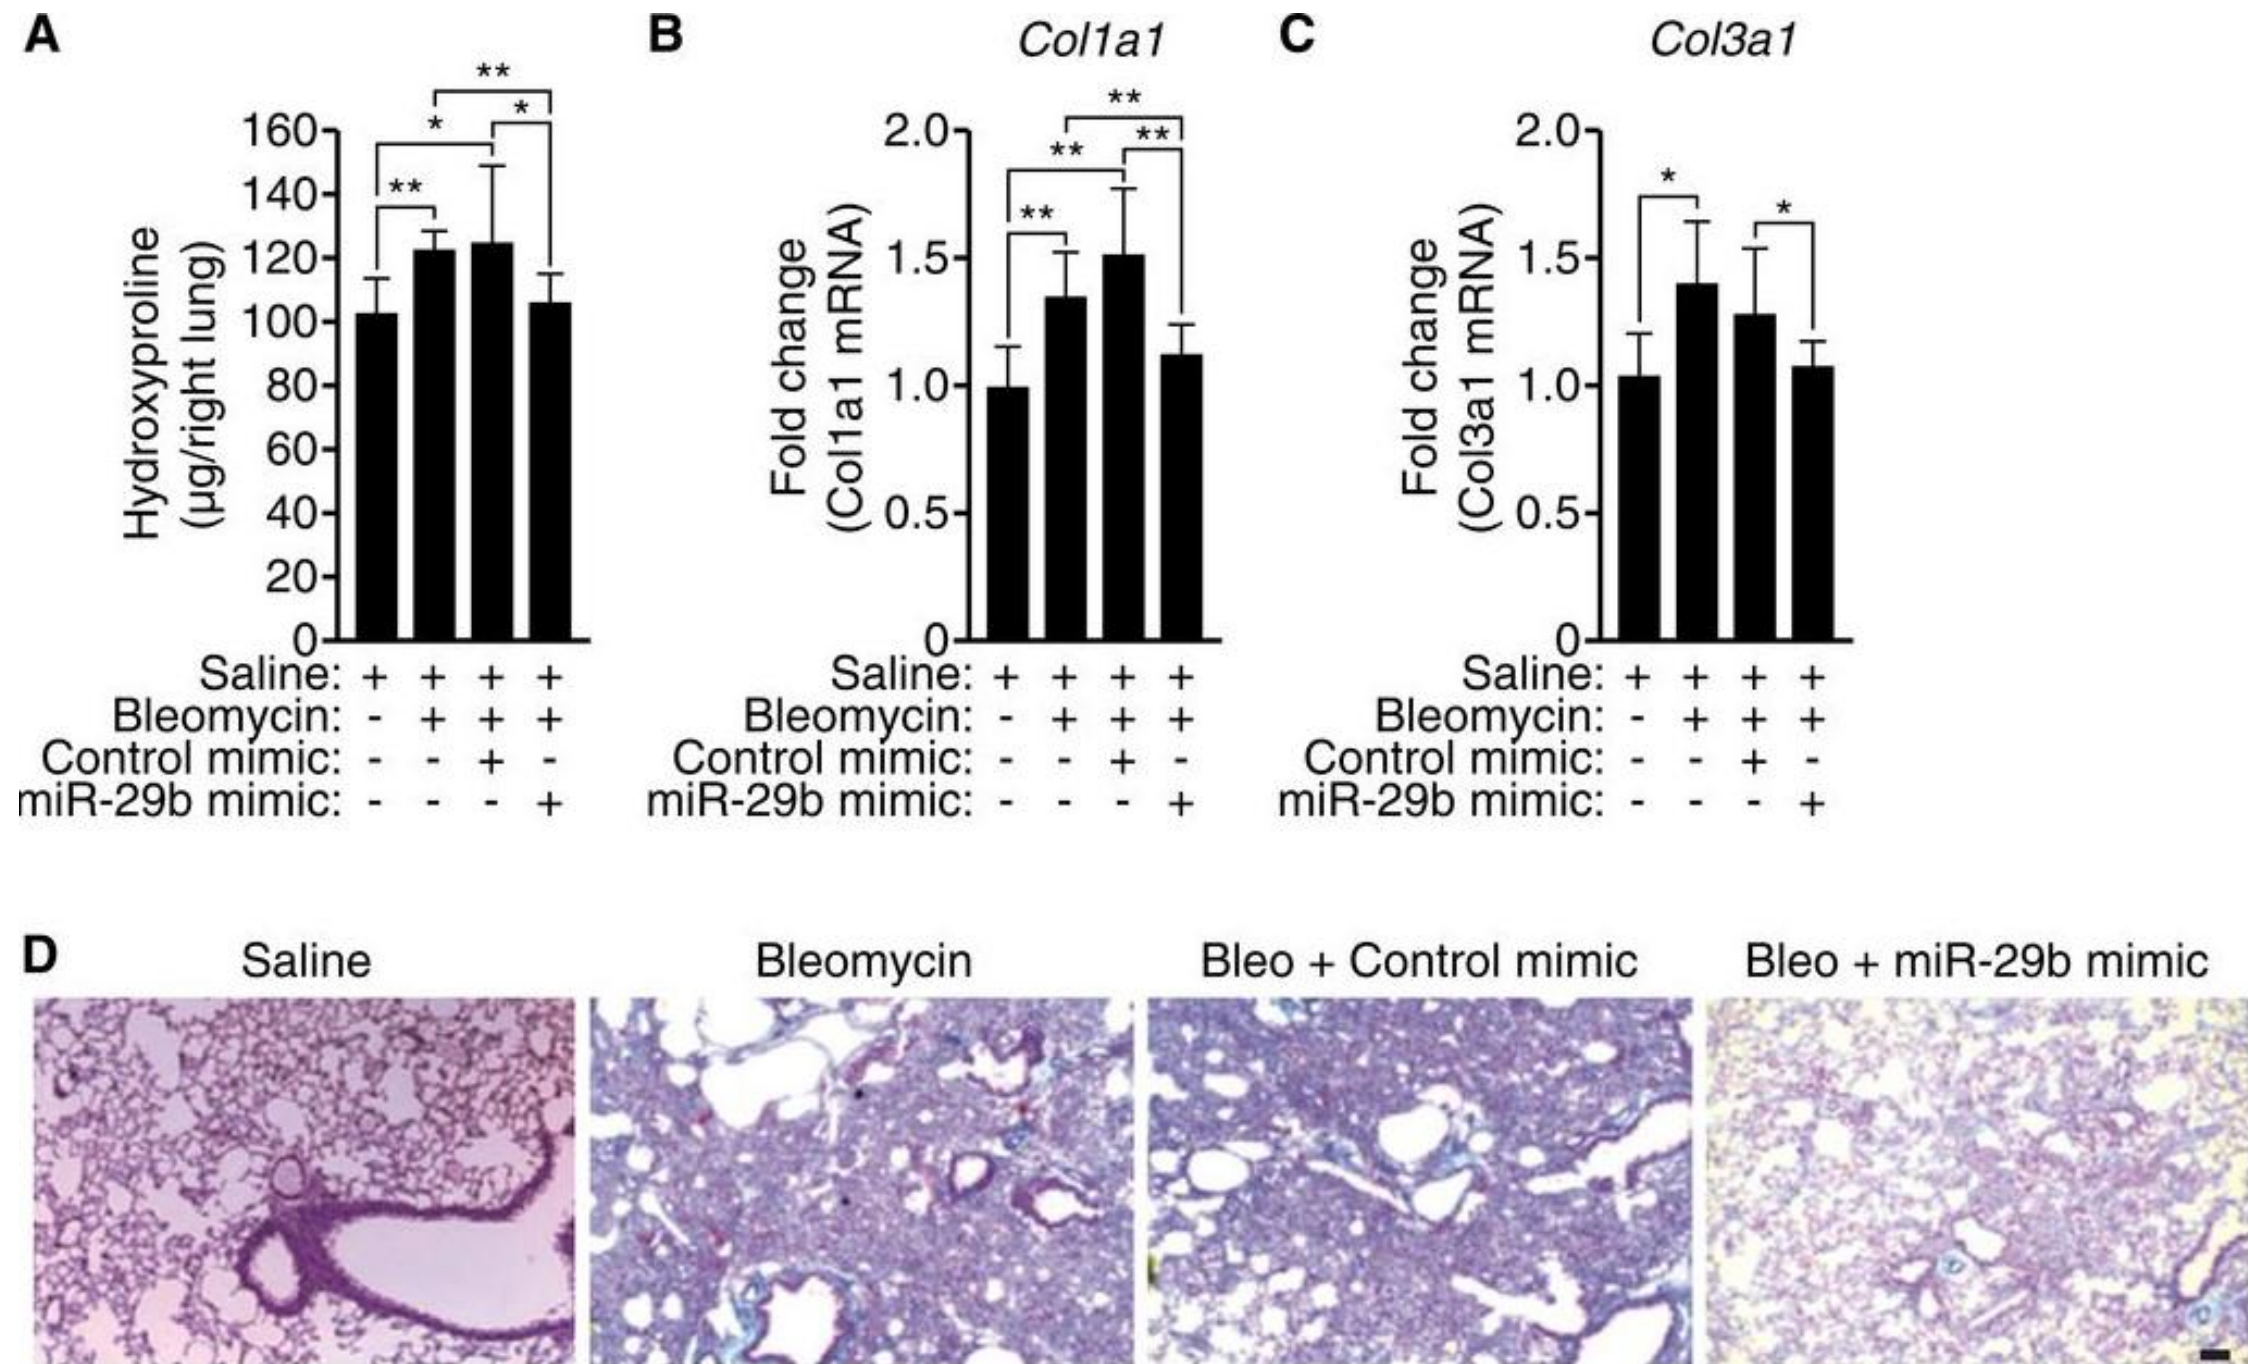 A
**
*
*
**
160
140
120
100
80
60
40
20
0
Hydroxyproline
(µg/right lung)
Saline: + + + +
Bleomycin: - + + +
Control mimic: - - + -
miR-29b mimic: - - - +
B
Col1a1
**
**
**
**
2.0
1.5
1.0
0.5
0
Fold change
(Col1a1 mRNA)
Saline: + + + +
Bleomycin: - + + +
Control mimic: - - + -
miR-29b mimic: - - - +
C
Col3a1
*
*
2.0
1.5
1.0
0.5
0
Fold change
(Col3a1 mRNA)
Saline: + + + +
Bleomycin: - + + +
Control mimic: - - + -
miR-29b mimic: - - - +
D
Saline
Bleomycin
Bleo + Control mimic
Bleo + miR-29b mimic